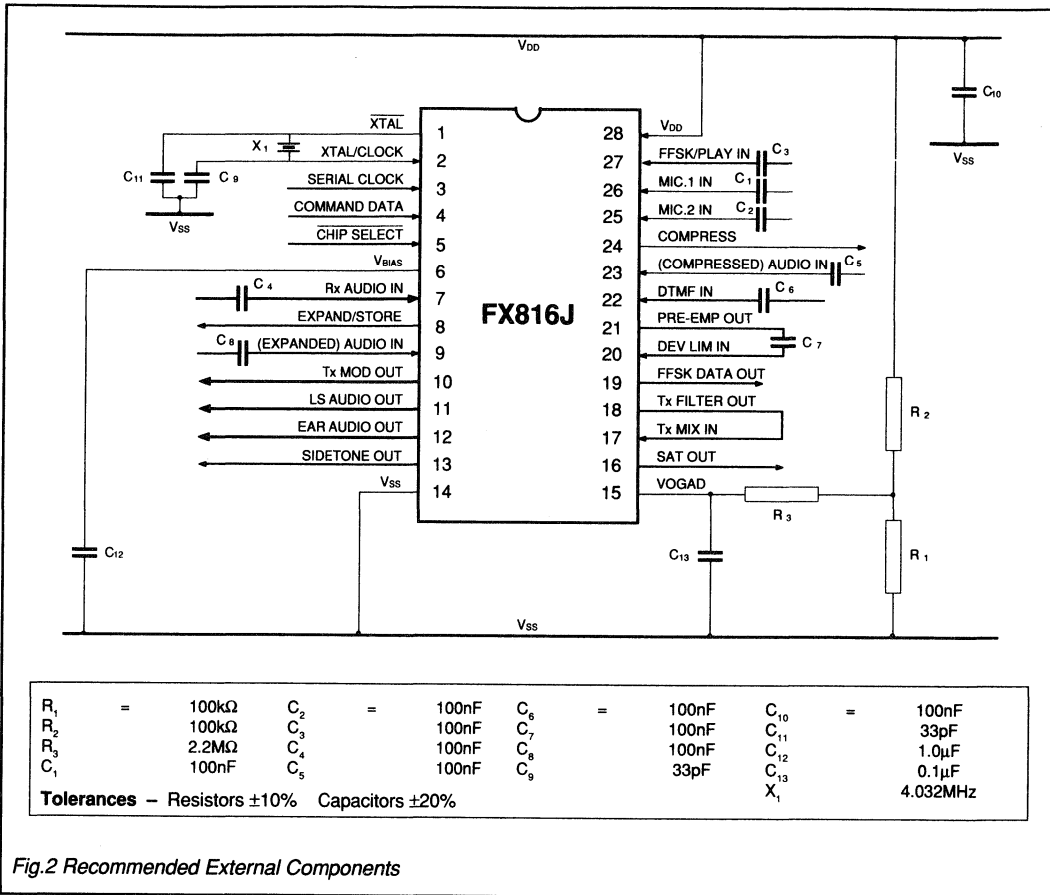 VDD
C10
VSS
XTAL
X1
XTAL/CLOCK
C11
C9
VSS
SERIAL CLOCK
COMMAND DATA
CHIP SELECT
VBIAS
C4
Rx AUDIO IN
EXPAND/STORE
C8
(EXPANDED) AUDIO IN
Tx MOD OUT
LS AUDIO OUT
EAR AUDIO OUT
SIDETONE OUT
VSS
C12
1
2
3
4
5
6
7
8
9
10
11
12
13
14
FX816J
28
27
26
25
24
23
22
21
20
19
18
17
16
15
VDD
FFSK/PLAY IN
C3
MIC.1 IN
C1
MIC.2 IN
C2
COMPRESS
(COMPRESSED) AUDIO IN
C5
DTMF IN
C6
PRE-EMP OUT
C7
DEV LIM IN
FFSK DATA OUT
Tx FILTER OUT
Tx MIX IN
SAT OUT
VOGAD
R2
R3
R1
C13
VSS
R1 = 100kΩ C2 = 100nF C6 = 100nF C10 = 100nF
R2 100kΩ C3 100nF C7 100nF C11 33pF
R3 2.2MΩ C4 100nF C8 100nF C12 1.0µF
C1 100nF C5 100nF C9 33pF C13 0.1µF
Tolerances – Resistors ±10% Capacitors ±20% X1 4.032MHz
Fig.2 Recommended External Components